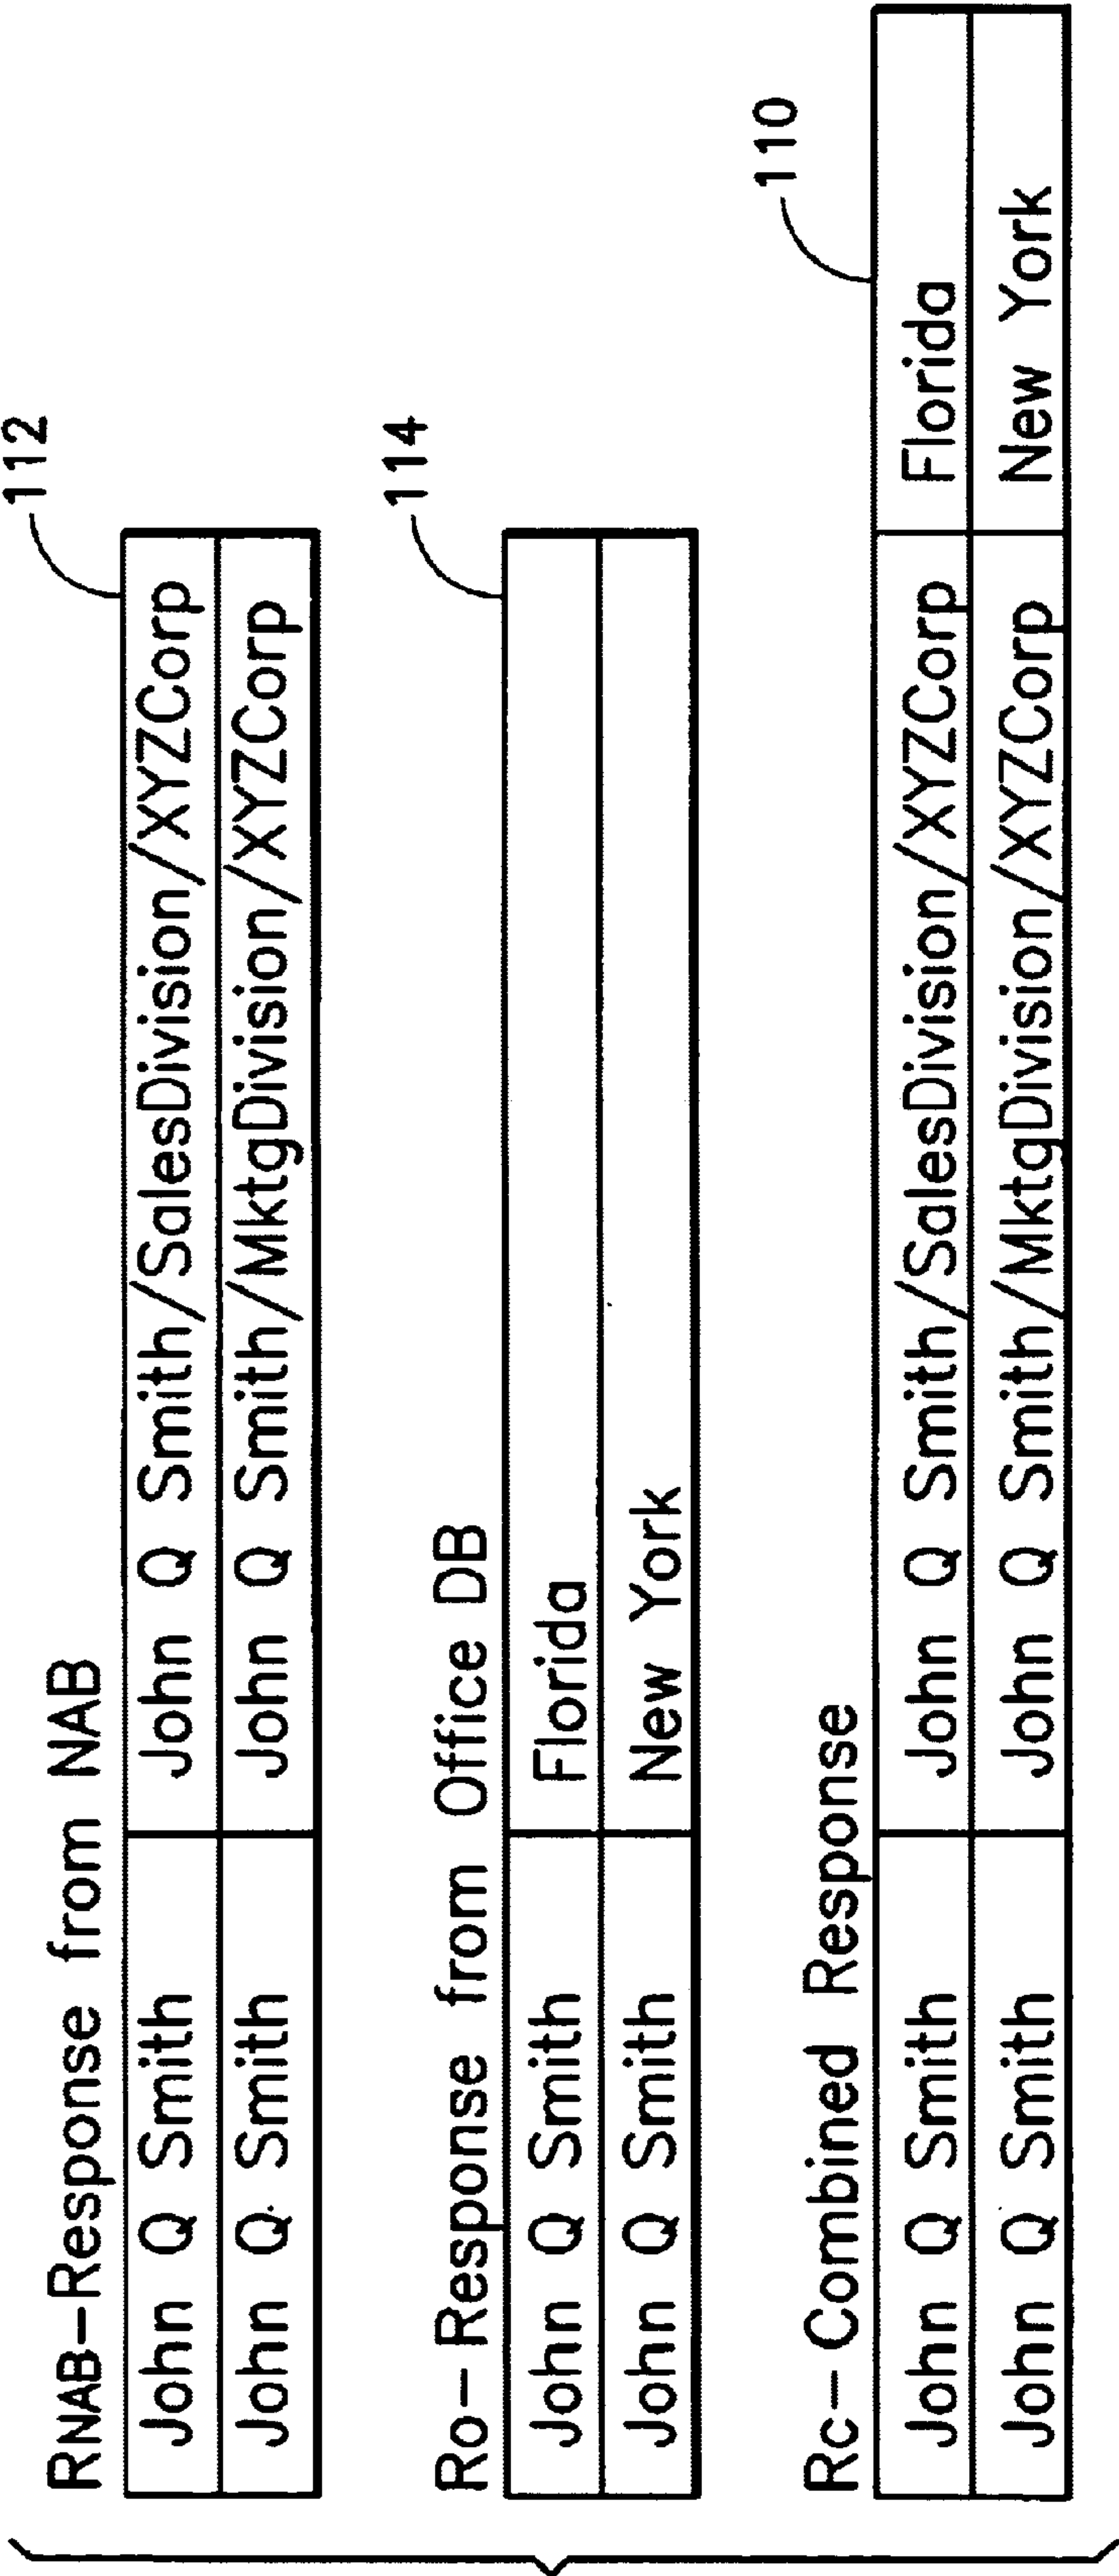 RNAB-Response from NAB
112
John Q Smith John Q Smith/SalesDivision/XYZCorp
John Q Smith John Q Smith/MktgDivision/XYZCorp
Ro-Response from Office DB
114
John Q Smith Florida
John Q Smith New York
Rc-Combined Response
110
John Q Smith John Q Smith/SalesDivision/XYZCorp Florida
John Q Smith John Q Smith/MktgDivision/XYZCorp New York